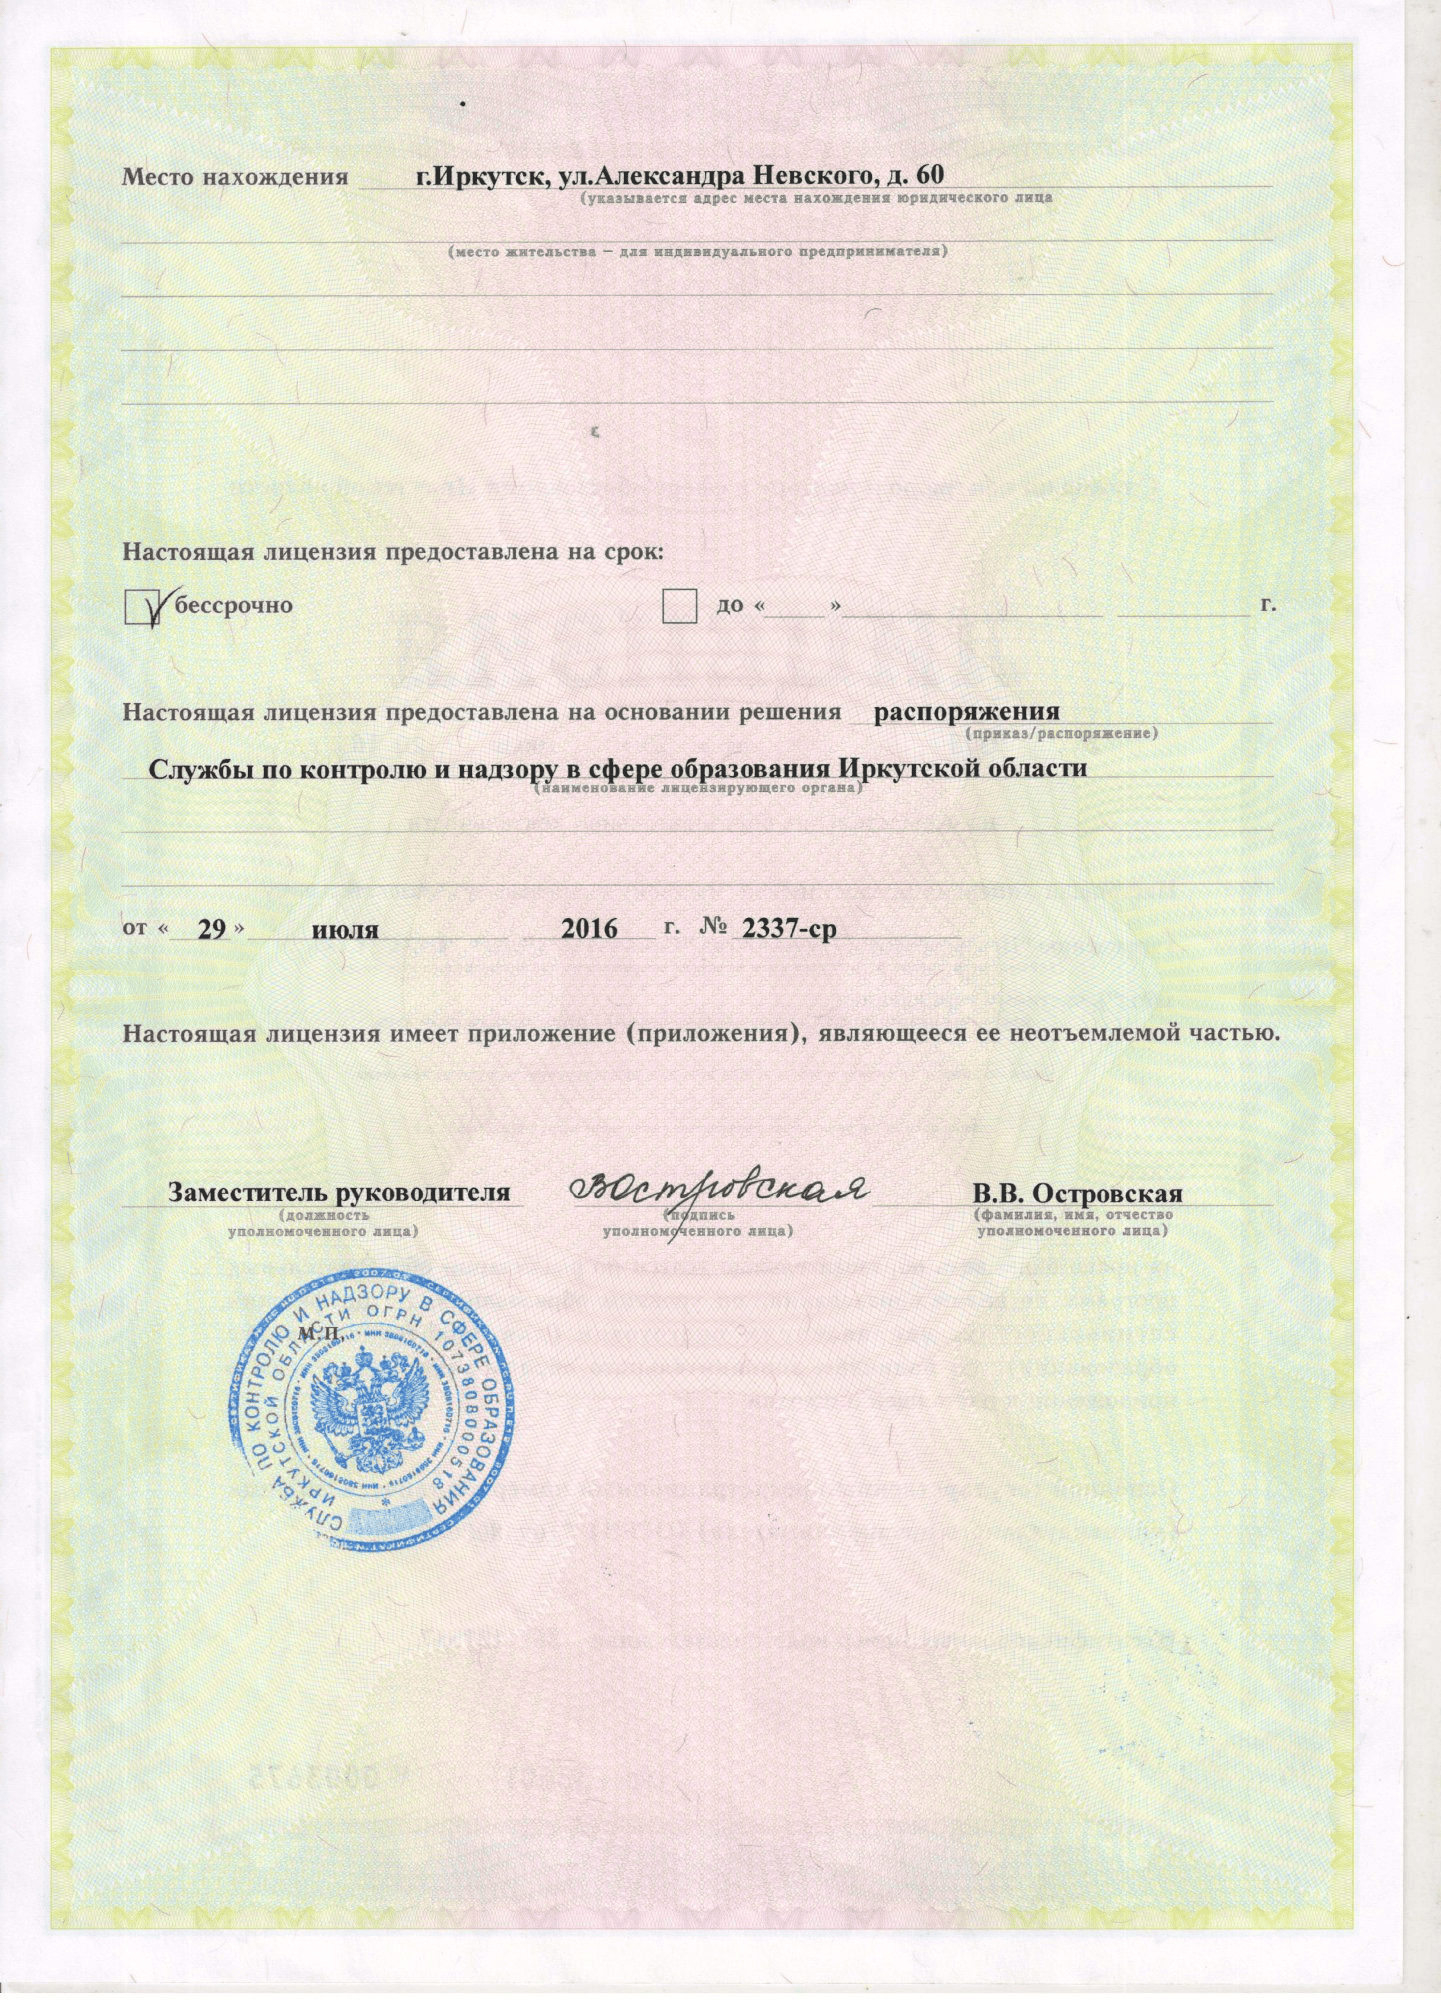 Место нахождения г.Иркутск, ул.Александра Невского, д. 60
(указывается адрес места нахождения юридического лица
(место жительства – для индивидуального предпринимателя)
Настоящая лицензия предоставлена на срок:
бессрочно до «____»____________ ______ г.
Настоящая лицензия предоставлена на основании решения распоряжения
(приказ/распоряжение)
Службы по контролю и надзору в сфере образования Иркутской области
(наименование лицензирующего органа)
от « 29 » июля 2016 г. № 2337-ср
Настоящая лицензия имеет приложение (приложения), являющееся ее неотъемлемой частью.
Заместитель руководителя ВОстровская В.В. Островская
(должность (подпись (фамилия, имя, отчество
уполномоченного лица) уполномоченного лица) уполномоченного лица)
М.П.
СЛУЖБА ПО КОНТРОЛЮ И НАДЗОРУ В СФЕРЕ ОБРАЗОВАНИЯ
ИРКУТСКОЙ ОБЛАСТИ ОГРН 1073808000518